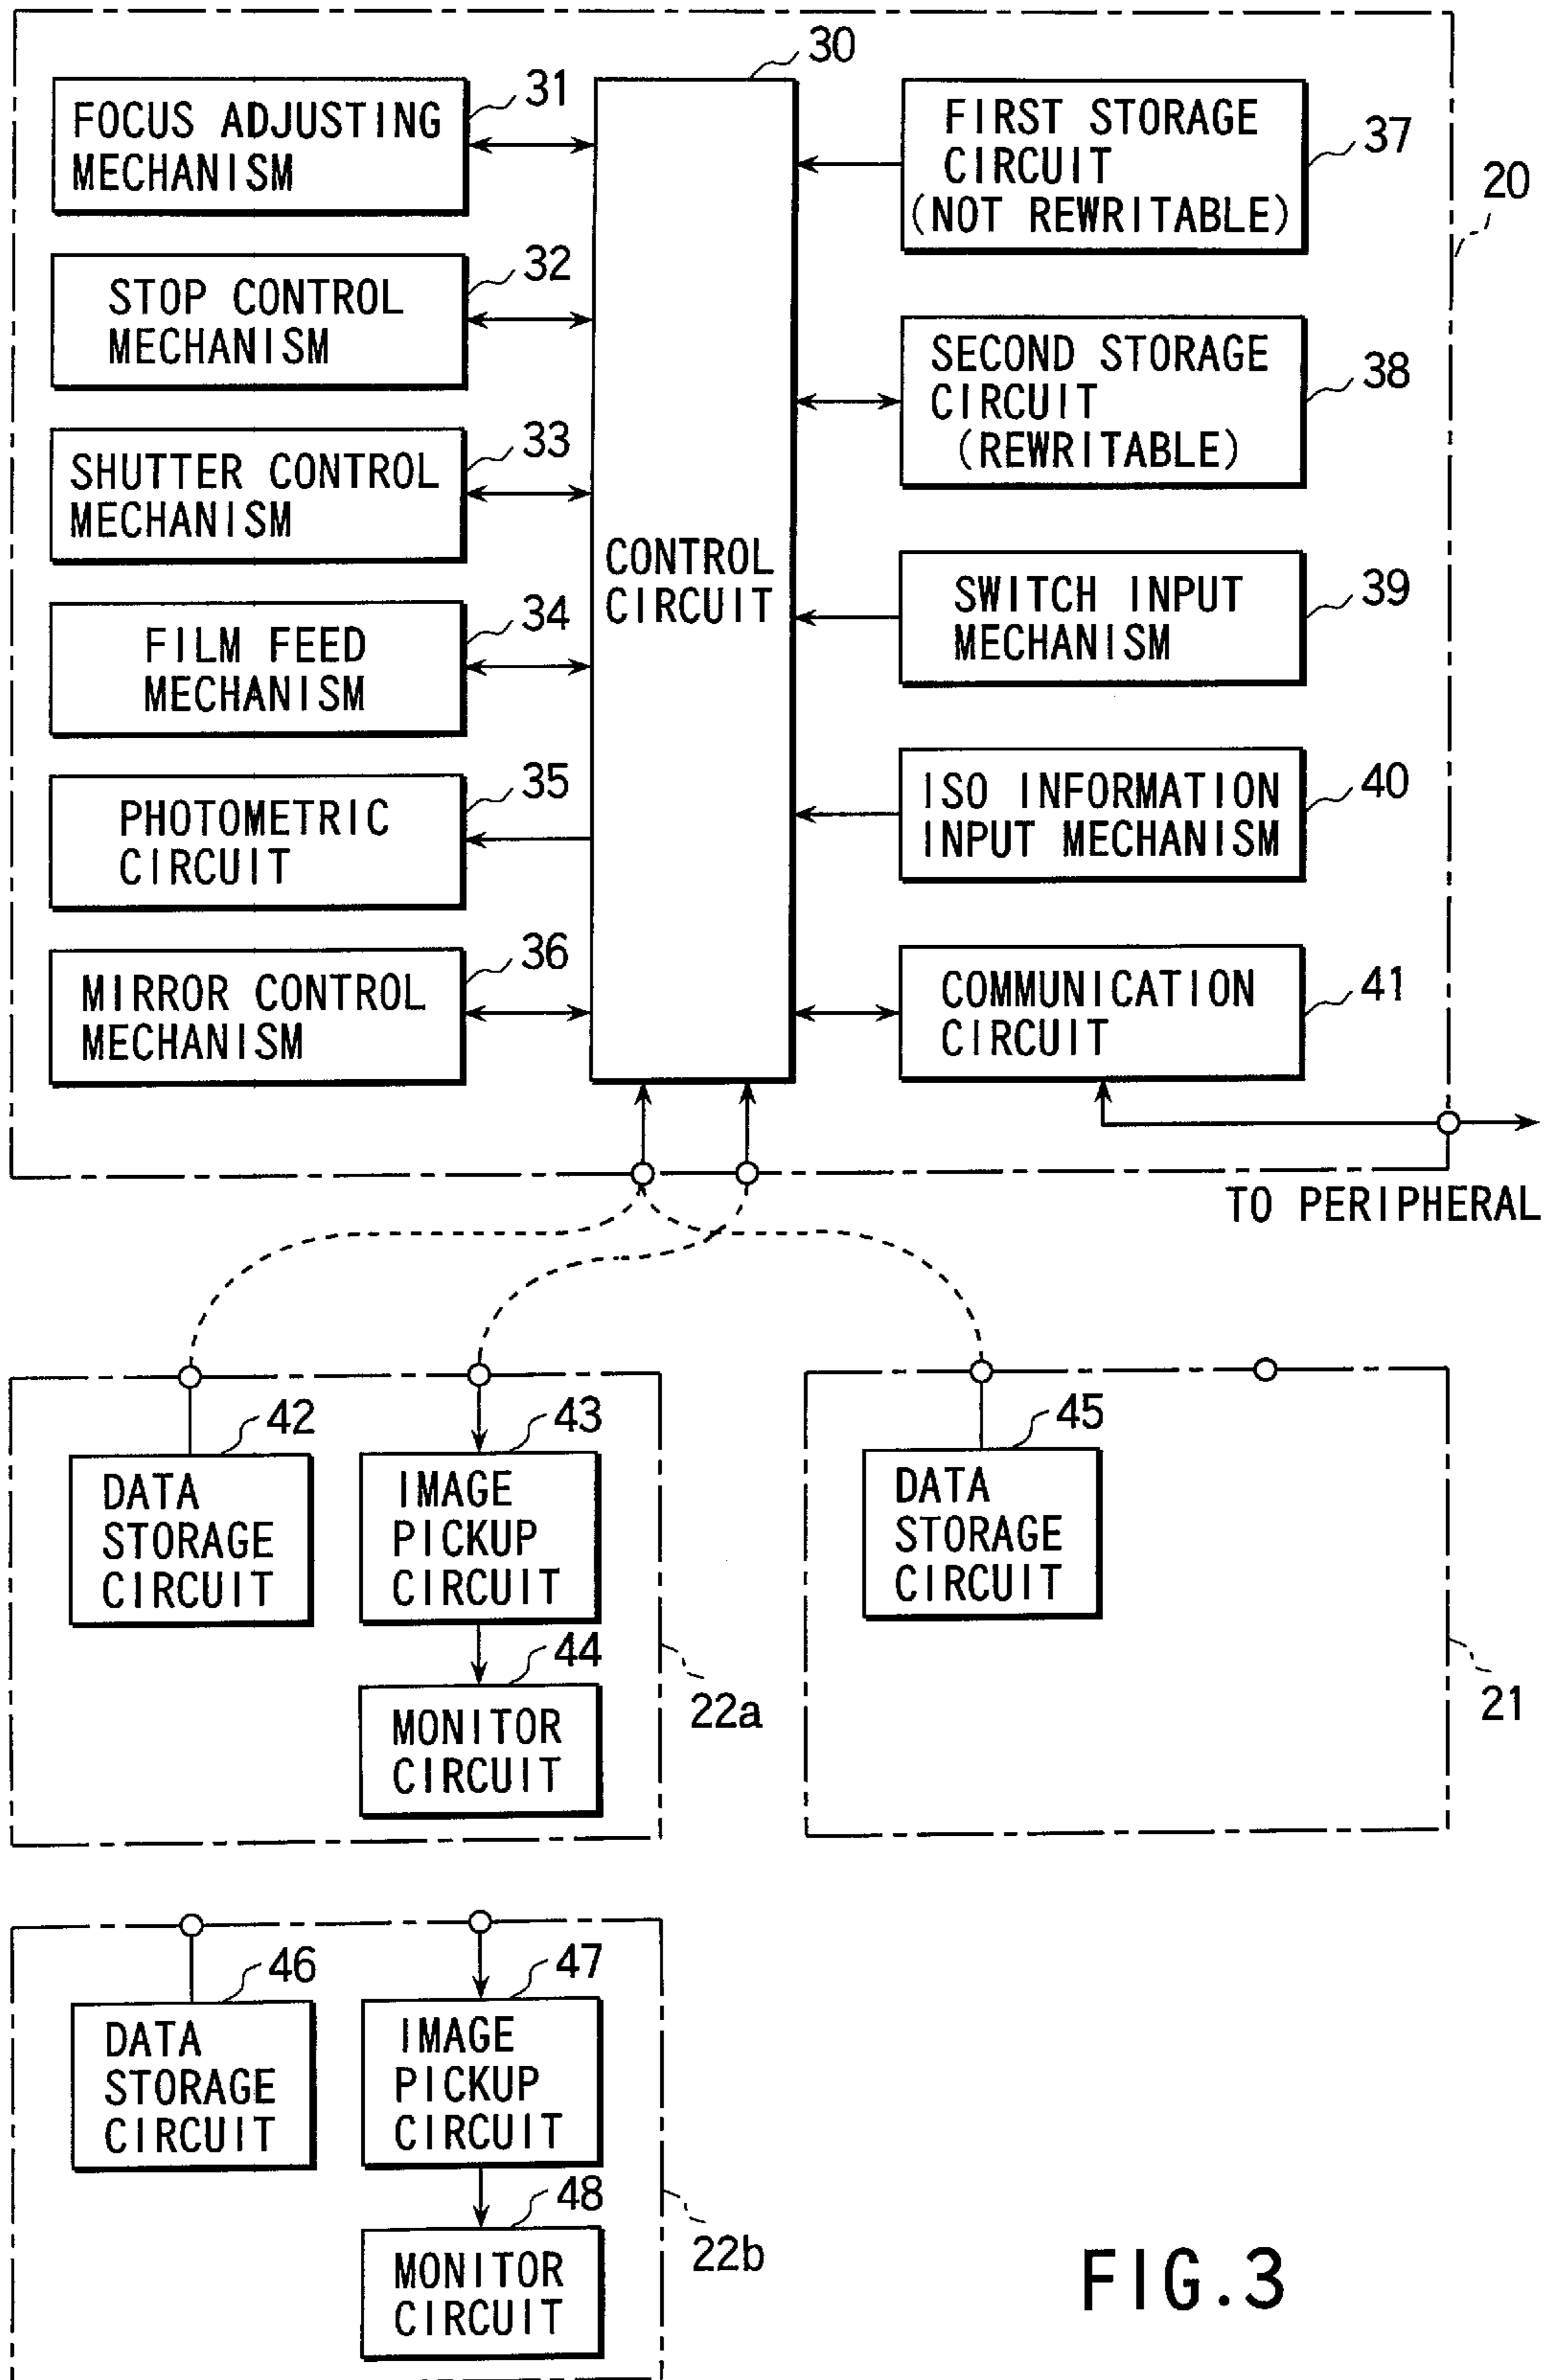 30
FOCUS ADJUSTING
MECHANISM
31
STOP CONTROL
MECHANISM
32
SHUTTER CONTROL
MECHANISM
33
FILM FEED
MECHANISM
34
PHOTOMETRIC
CIRCUIT
35
MIRROR CONTROL
MECHANISM
36
CONTROL
CIRCUIT
FIRST STORAGE
CIRCUIT
(NOT REWRITABLE)
37
20
SECOND STORAGE
CIRCUIT
(REWRITABLE)
38
SWITCH INPUT
MECHANISM
39
ISO INFORMATION
INPUT MECHANISM
40
COMMUNICATION
CIRCUIT
41
TO PERIPHERAL
42
DATA
STORAGE
CIRCUIT
43
IMAGE
PICKUP
CIRCUIT
44
MONITOR
CIRCUIT
22a
45
DATA
STORAGE
CIRCUIT
21
46
DATA
STORAGE
CIRCUIT
47
IMAGE
PICKUP
CIRCUIT
48
MONITOR
CIRCUIT
22b
FIG.3